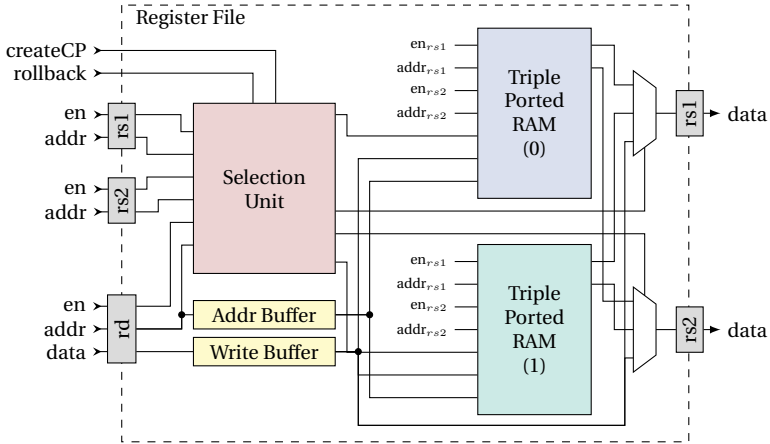 Register File
createCP
rollback
en
addr
rs1
en
addr
rs2
en
addr
data
rd
Selection
Unit
Addr Buffer
Write Buffer
en_rs1
addr_rs1
en_rs2
addr_rs2
Triple
Ported
RAM
(0)
en_rs1
addr_rs1
en_rs2
addr_rs2
Triple
Ported
RAM
(1)
rs1
data
rs2
data